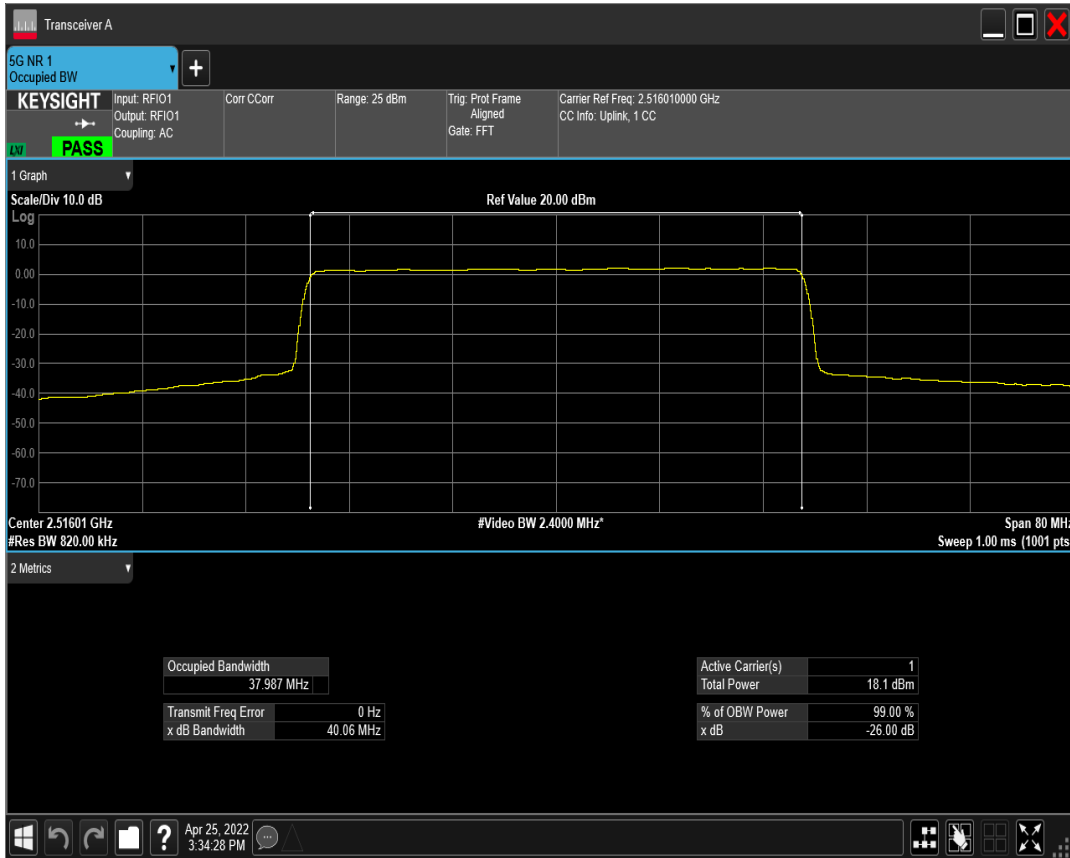 Transceiver A
5G NR 1
Occupied BW
KEYSIGHT
Input: RFIO1
Output: RFIO1
Coupling: AC
Corr CCorr
Range: 25 dBm
Trig: Prot Frame
Aligned
Gate: FFT
Carrier Ref Freq: 2.516010000 GHz
CC Info: Uplink, 1 CC
LXI
PASS
1 Graph
Scale/Div 10.0 dB
Ref Value 20.00 dBm
Log
10.0
0.00
-10.0
-20.0
-30.0
-40.0
-50.0
-60.0
-70.0
Center 2.51601 GHz
#Video BW 2.4000 MHz*
Span 80 MHz
#Res BW 820.00 kHz
Sweep 1.00 ms (1001 pts
2 Metrics
Occupied Bandwidth
37.987 MHz
Transmit Freq Error 0 Hz
x dB Bandwidth 40.06 MHz
Active Carrier(s) 1
Total Power 18.1 dBm
% of OBW Power 99.00 %
x dB -26.00 dB
?
Apr 25, 2022
3:34:28 PM